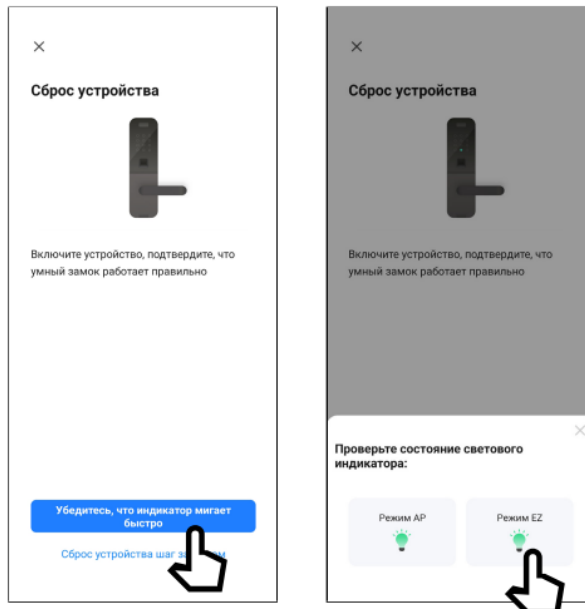 Сброс устройства
Включите устройство, подтвердите, что
умный замок работает правильно
Убедитесь, что индикатор мигает
быстро
Сброс устройства шаг за
Сброс устройства
Включите устройство, подтвердите, что
умный замок работает правильно
Проверьте состояние светового
индикатора:
Режим AP
Режим EZ